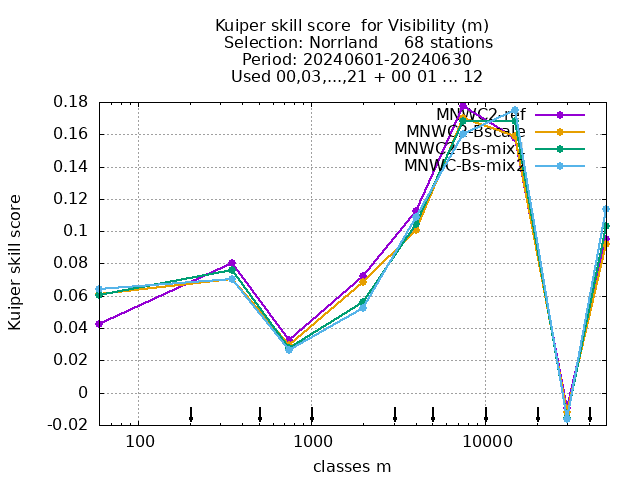 Kuiper skill score  for Visibility (m)
Selection: Norrland     68 stations
Period: 20240601-20240630
Used 00,03,...,21 + 00 01 ... 12
0.18
0.16
0.14
0.12
0.1
0.08
0.06
0.04
0.02
0
-0.02
Kuiper skill score
MNWC2-ref
MNWC2-Bscale
MNWC2-Bs-mix1
MNWC-Bs-mix2
100
1000
10000
classes m